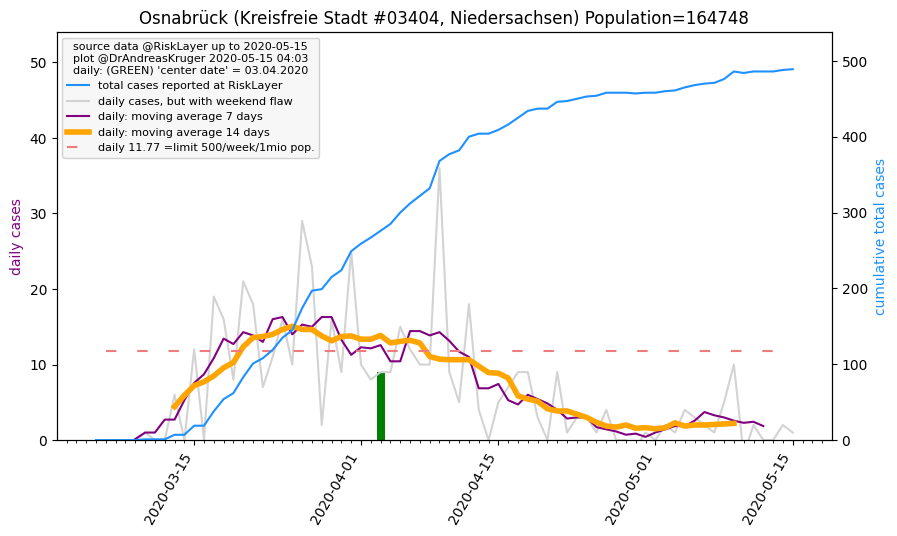 Osnabrück (Kreisfreie Stadt #03404, Niedersachsen) Population=164748
source data @RiskLayer up to 2020-05-15
plot @DrAndreasKruger 2020-05-15 04:03
daily: (GREEN) 'center date' = 03.04.2020
total cases reported at RiskLayer
daily cases, but with weekend flaw
daily: moving average 7 days
daily: moving average 14 days
daily 11.77 =limit 500/week/1mio pop.
daily cases
50
40
30
20
10
0
cumulative total cases
500
400
300
200
100
0
2020-03-15
2020-04-01
2020-04-15
2020-05-01
2020-05-15